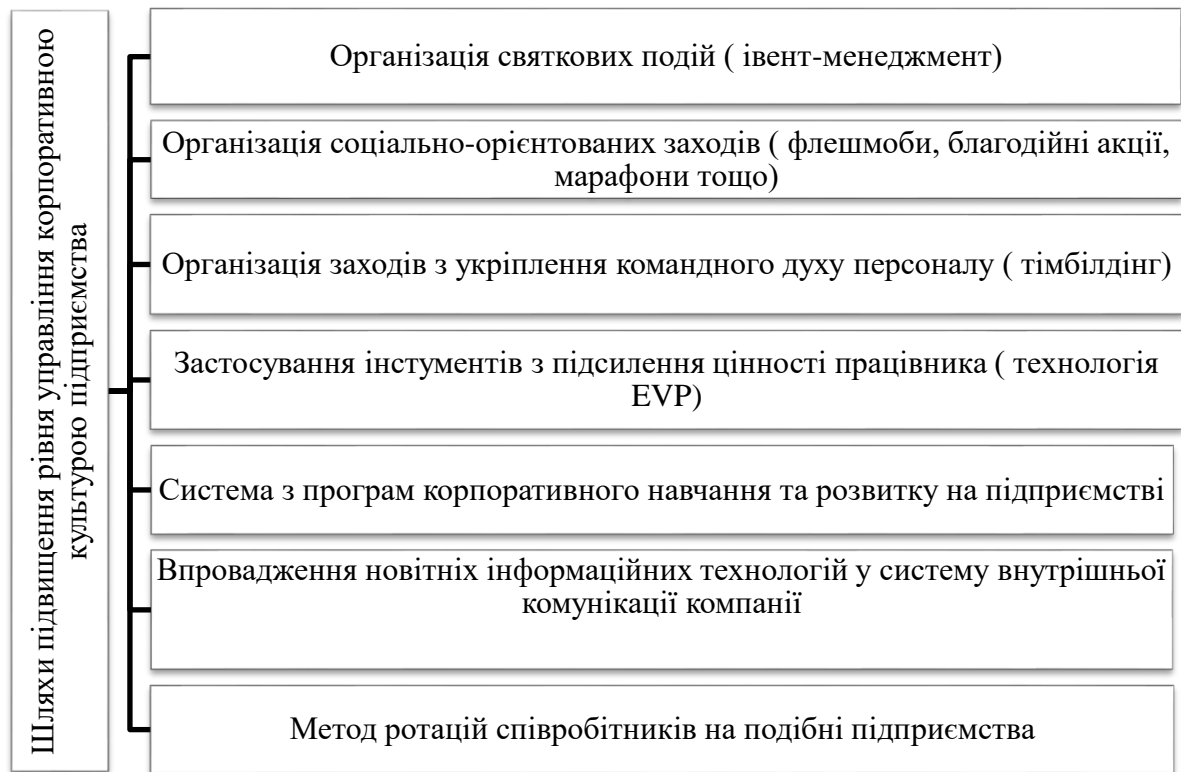 Шляхи підвищення рівня управління корпоративною
культурою підприємства
Організація святкових подій ( івент-менеджмент)
Організація соціально-орієнтованих заходів ( флешмоби, благодійні акції,
марафони тощо)
Організація заходів з укріплення командного духу персоналу ( тімбілдінг)
Застосування інстументів з підсилення цінності працівника ( технологія
EVP)
Система з програм корпоративного навчання та розвитку на підприємстві
Впровадження новітніх інформаційних технологій у систему внутрішньої
комунікації компанії
Метод ротацій співробітників на подібні підприємства